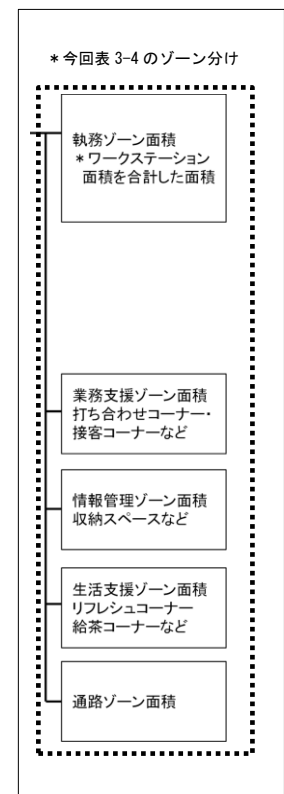 *今回表 3-4 のゾーン分け
執務ゾーン面積
*ワークステーション
面積を合計した面積
業務支援ゾーン面積
打ち合わせコーナー・
接客コーナーなど
情報管理ゾーン面積
収納スペースなど
生活支援ゾーン面積
リフレシュコーナー
給茶コーナーなど
通路ゾーン面積